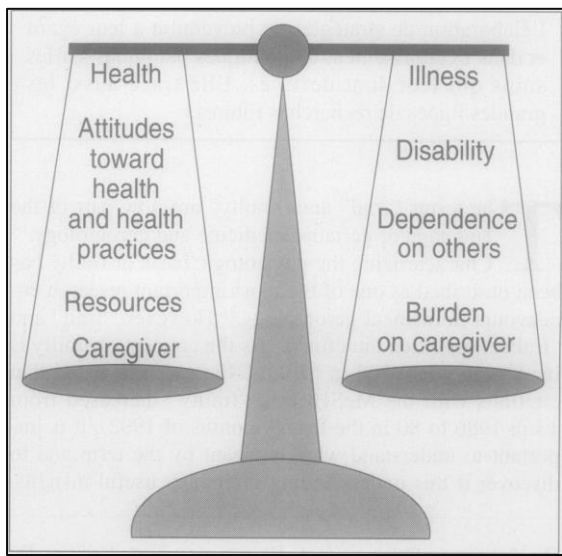 Health
Attitudes
toward
health
and health
practices
Resources
Caregiver
Illness
Disability
Dependence
on others
Burden
on caregiver